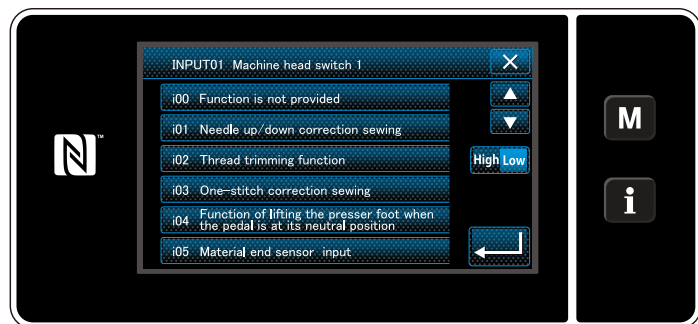 INPUT01 Machine head switch 1
i00 Function is not provided
i01 Needle up/down correction sewing
i02 Thread trimming function
High Low
i03 One-stitch correction sewing
i04 Function of lifting the presser foot when
the pedal is at its neutral position
i05 Material end sensor input
N
TM
M
i